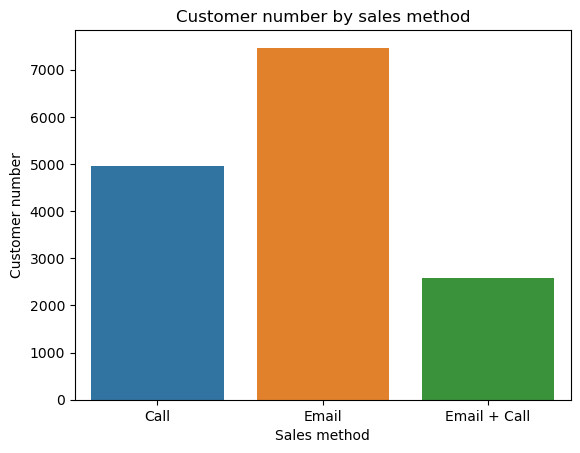 Customer number by sales method
7000
6000
5000
4000
3000
2000
1000
0
Customer number
Call
Email
Email + Call
Sales method